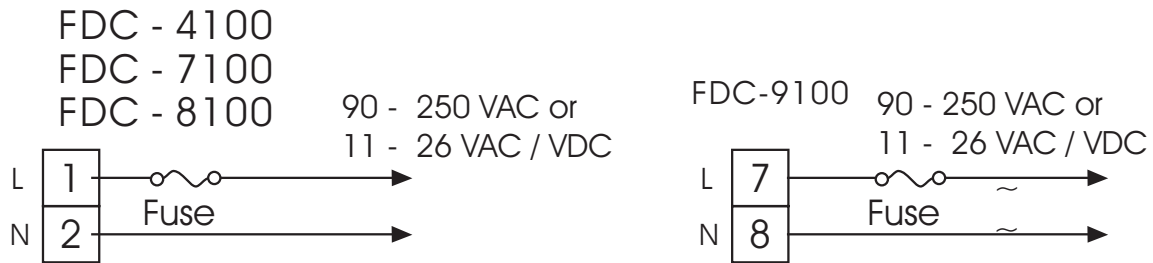 FDC - 4100
FDC - 7100
FDC - 8100
90 - 250 VAC or
11 - 26 VAC / VDC
L 1
Fuse
N 2
FDC-9100
90 - 250 VAC or
11 - 26 VAC / VDC
L 7
~
Fuse
N 8
~